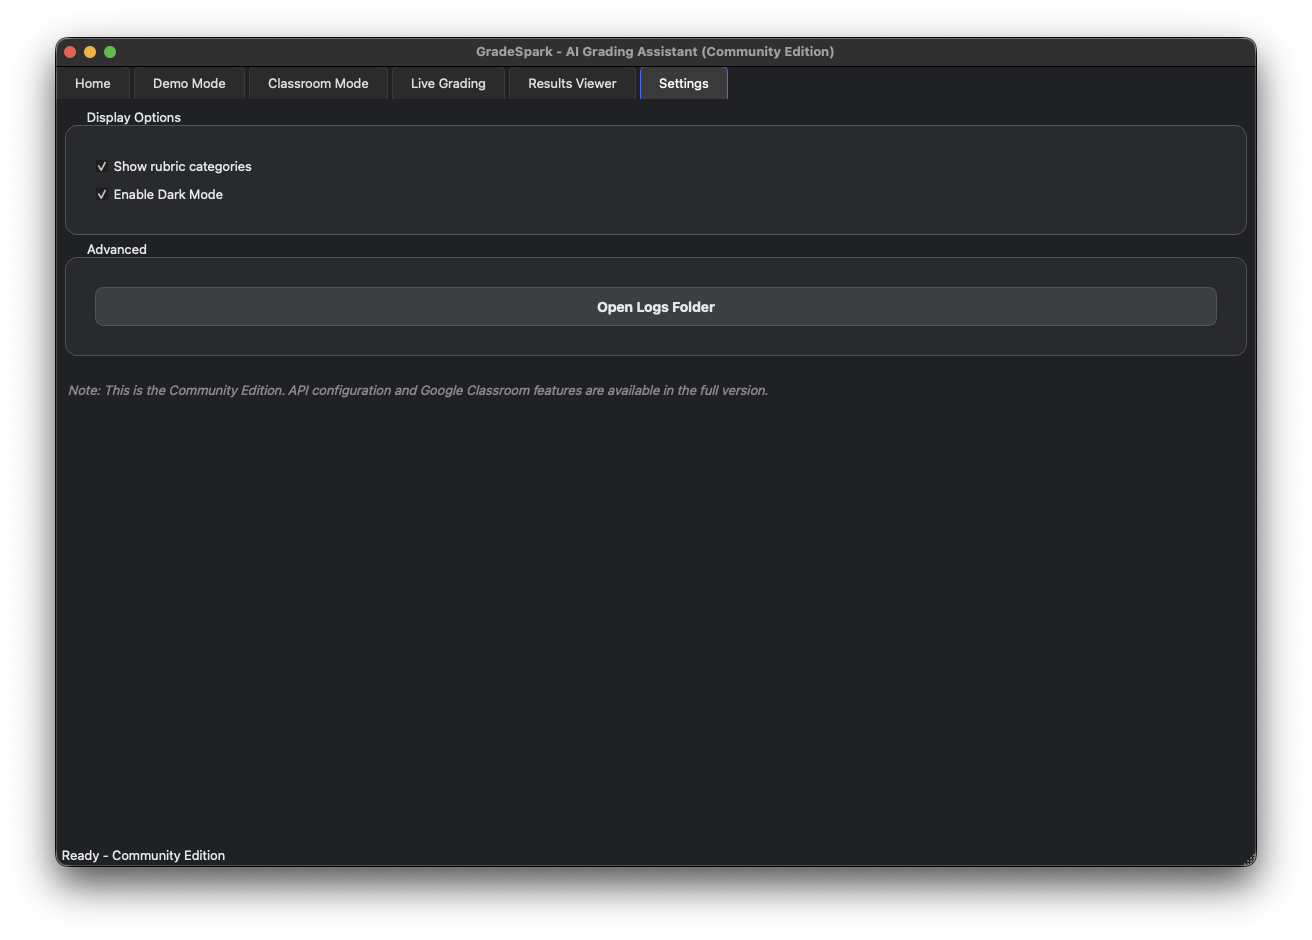 GradeSpark - AI Grading Assistant (Community Edition)
Home Demo Mode Classroom Mode Live Grading Results Viewer Settings
Display Options
Show rubric categories
Enable Dark Mode
Advanced
Open Logs Folder
Note: This is the Community Edition. API configuration and Google Classroom features are available in the full version.
Ready - Community Edition